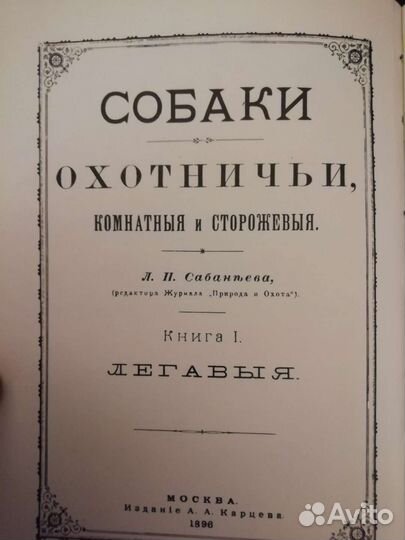 СОБАКИ
ОХОТНИЧЬИ,
КОМНАТНЫЯ и СТОРОЖЕВЫЯ.
Л. П. Сабанѣева,
(редактора Журнала „Природа и Охота“).
Книга I.
ЛЕГАВЫЯ.
МОСКВА.
Изданіе А. А. Карцева.
1896
Avito